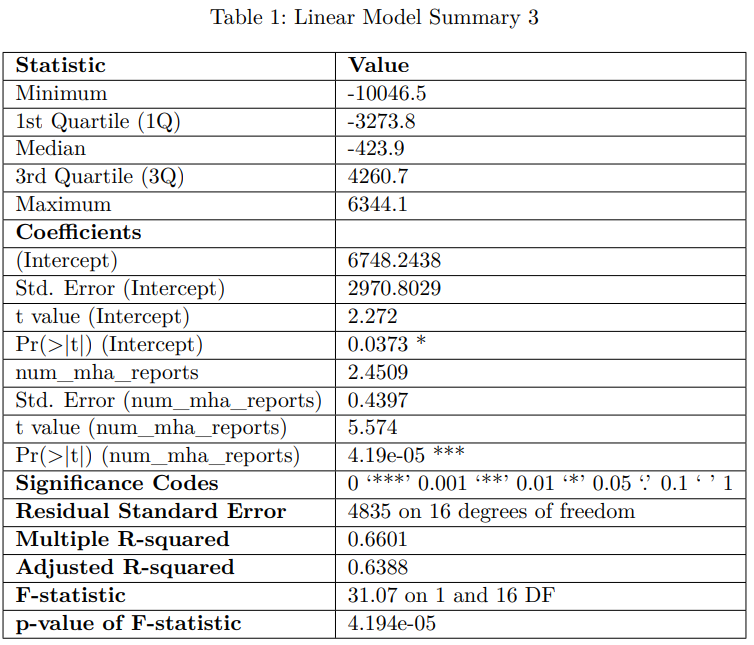 Table 1: Linear Model Summary 3
Statistic Value
Minimum -10046.5
1st Quartile (1Q) -3273.8
Median -423.9
3rd Quartile (3Q) 4260.7
Maximum 6344.1
Coefficients
(Intercept) 6748.2438
Std. Error (Intercept) 2970.8029
t value (Intercept) 2.272
Pr(>|t|) (Intercept) 0.0373 *
num_mha_reports 2.4509
Std. Error (num_mha_reports) 0.4397
t value (num_mha_reports) 5.574
Pr(>|t|) (num_mha_reports) 4.19e-05 ***
Significance Codes 0 ‘***’ 0.001 ‘**’ 0.01 ‘*’ 0.05 ‘.’ 0.1 ‘ ’ 1
Residual Standard Error 4835 on 16 degrees of freedom
Multiple R-squared 0.6601
Adjusted R-squared 0.6388
F-statistic 31.07 on 1 and 16 DF
p-value of F-statistic 4.194e-05